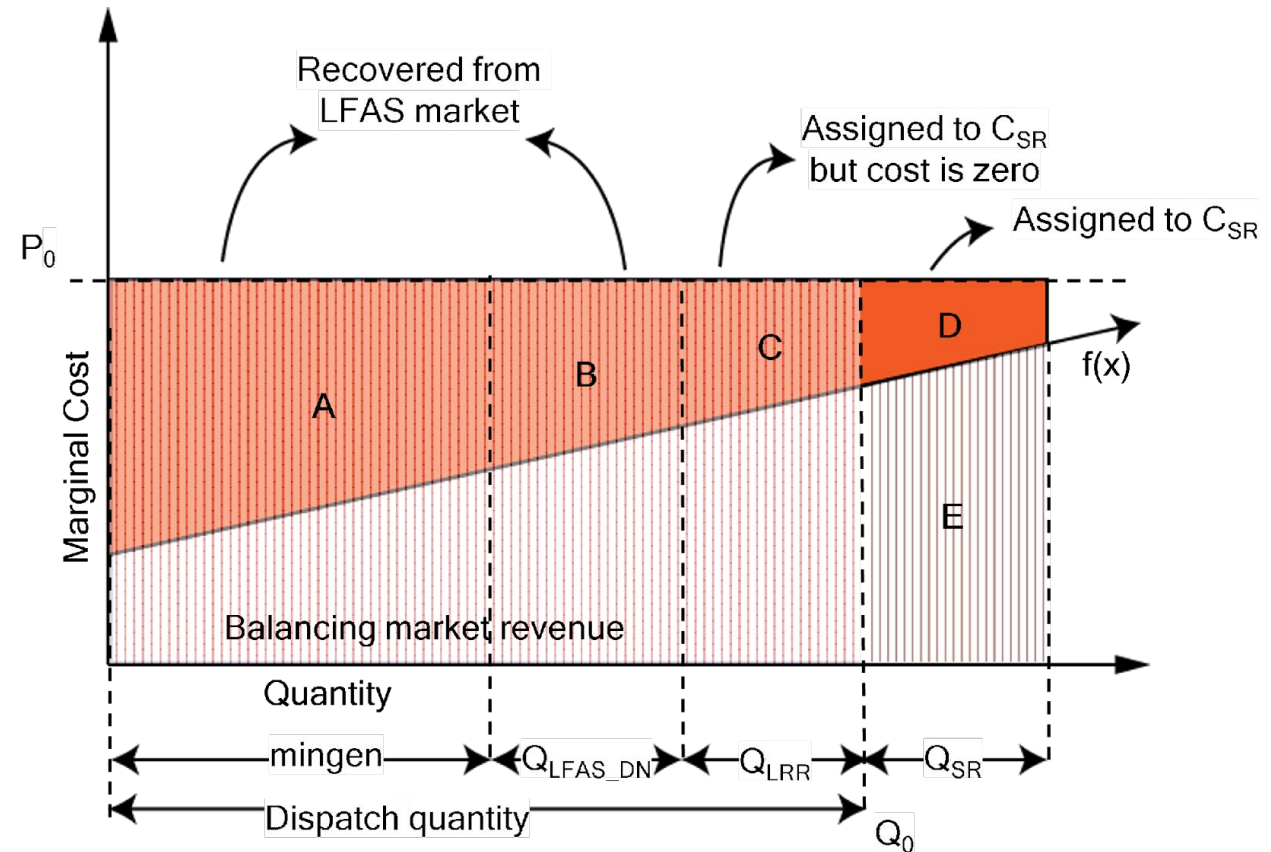 Recovered from
LFAS market
Assigned to C_SR
but cost is zero
Assigned to C_SR
P_0
D
C
B
A
f(x)
Marginal Cost
E
Balancing market revenue
Quantity
mingen
Q_LFAS_DN
Q_LRR
Q_SR
Dispatch quantity
Q_0